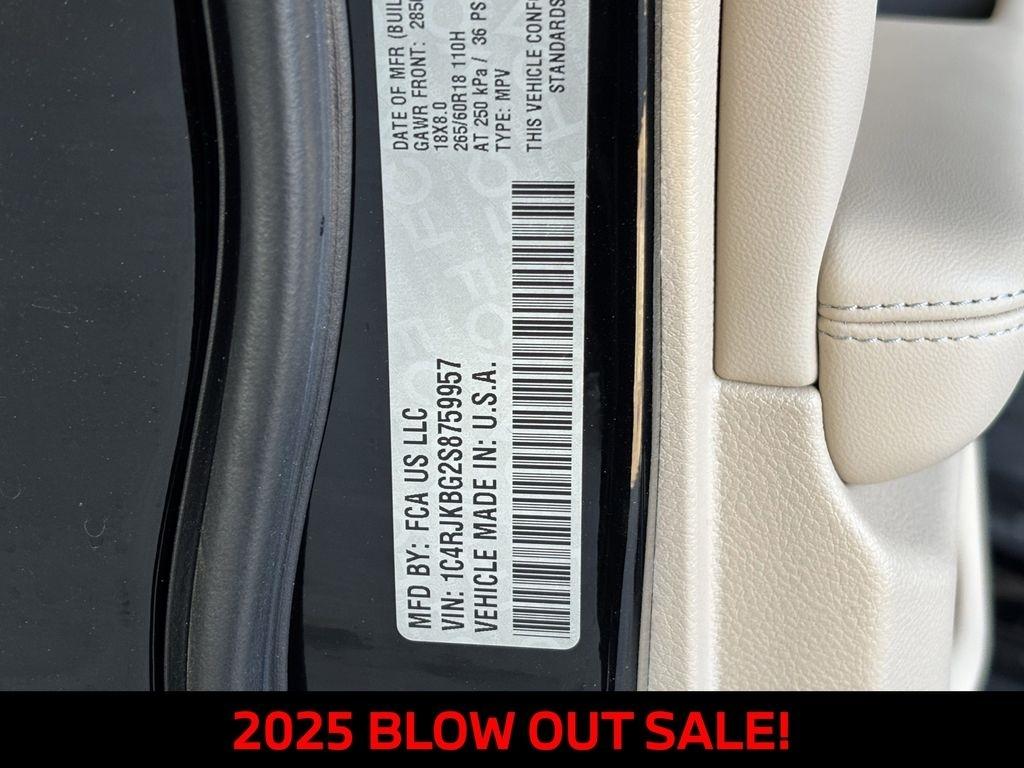 MFD BY: FCA US LLC
VIN: 1C4RJKBG2S8759957
VEHICLE MADE IN: U.S.A.
DATE OF MFR (BUIL
GAWR FRONT: 285
18X8.0
265/60R18 110H
AT 250 kPa / 36 PS
TYPE: MPV
THIS VEHICLE CONF
STANDARDS
2025 BLOW OUT SALE!